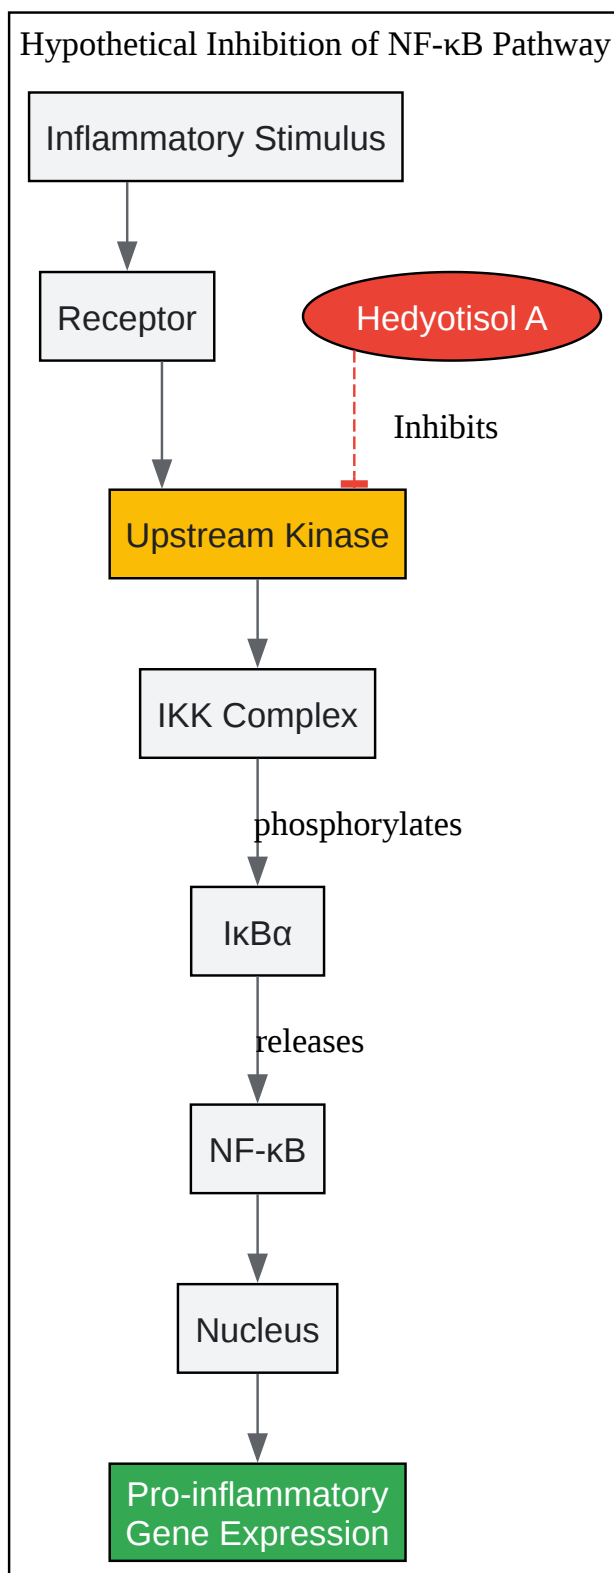 Hypothetical Inhibition of NF-κB Pathway
Inflammatory Stimulus
Receptor
Hedyotisol A
Inhibits
Upstream Kinase
IKK Complex
phosphorylates
IκBα
releases
NF-κB
Nucleus
Pro-inflammatory
Gene Expression